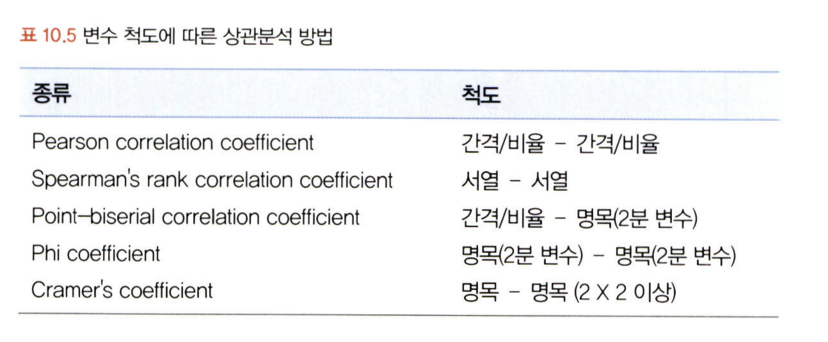 표 10.5 변수 척도에 따른 상관분석 방법
종류 척도
Pearson correlation coefficient 간격/비율 - 간격/비율
Spearman's rank correlation coefficient 서열 - 서열
Point-biserial correlation coefficient 간격/비율 - 명목(2분 변수)
Phi coefficient 명목(2분 변수) - 명목(2분 변수)
Cramer's coefficient 명목 - 명목 (2 X 2 이상)